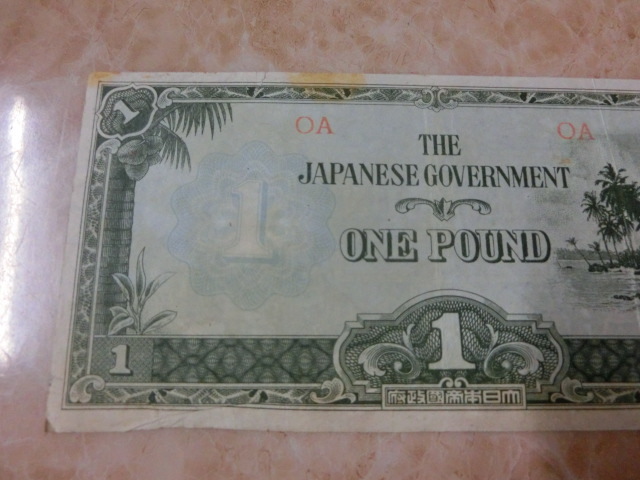 1
OA
OA
THE
JAPANESE GOVERNMENT
1
ONE POUND
1
1
府政國帝本日大